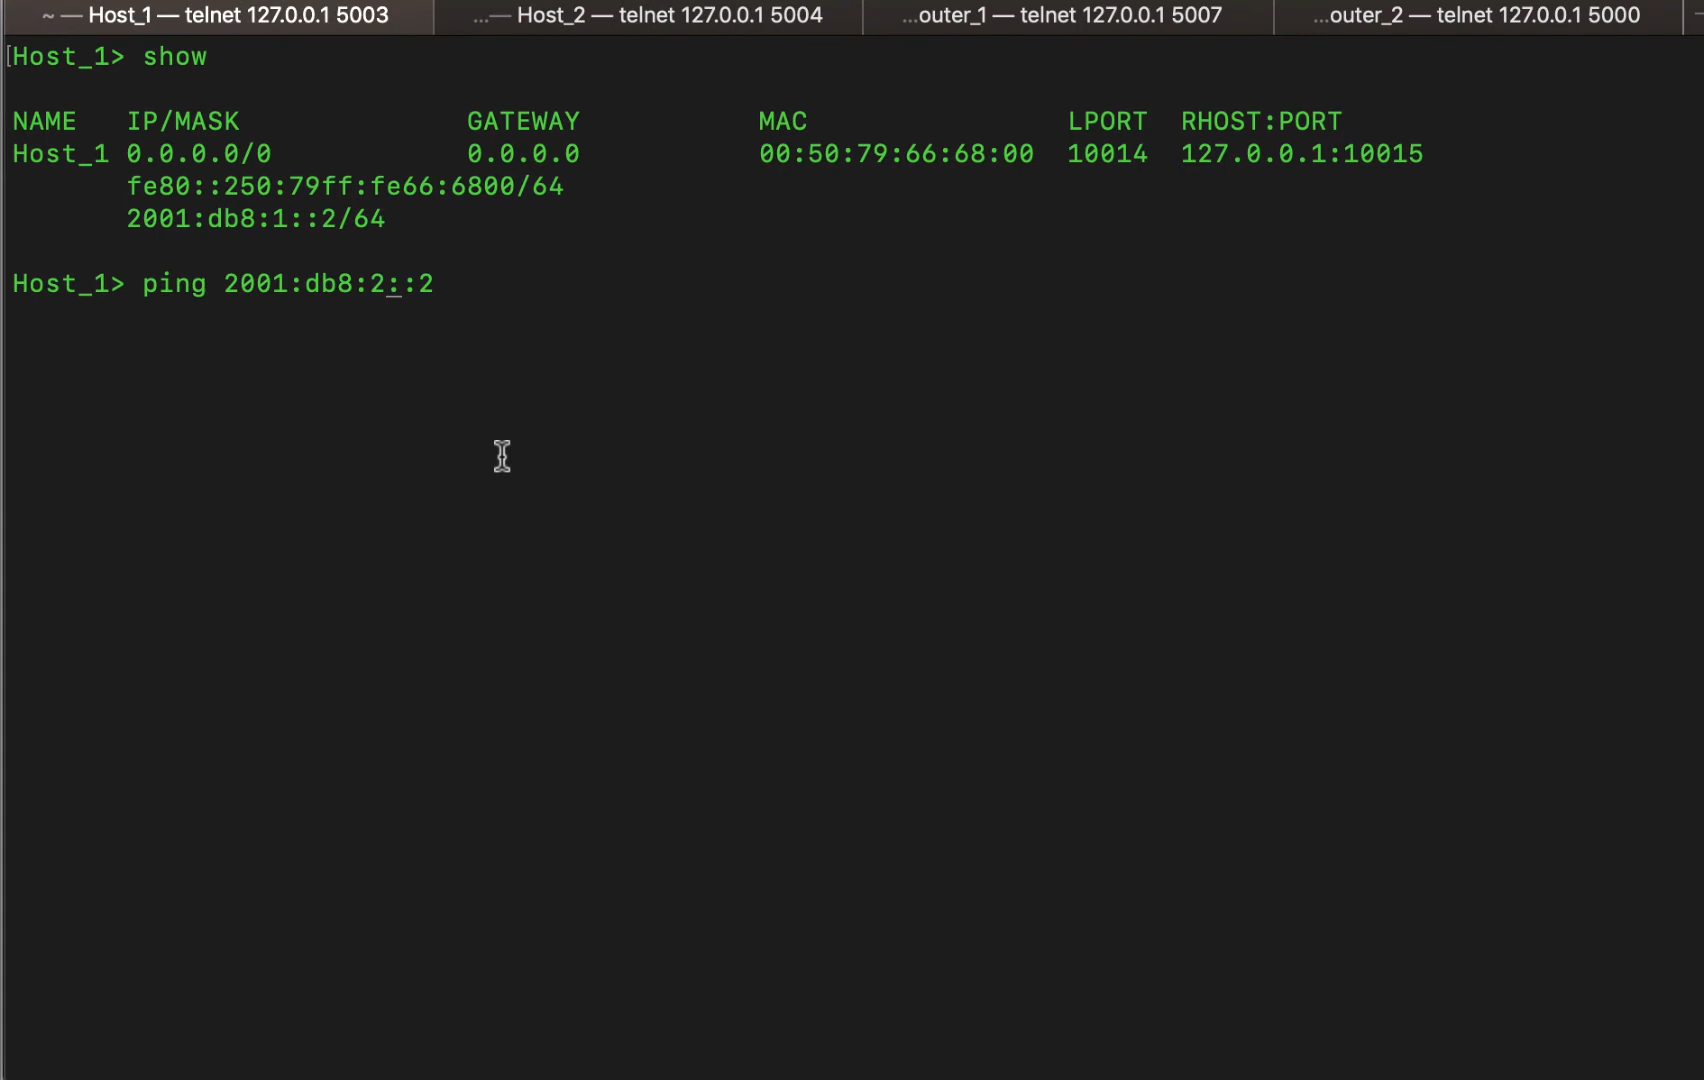 ~ — Host_1 — telnet 127.0.0.1 5003
...— Host_2 — telnet 127.0.0.1 5004
...outer_1 — telnet 127.0.0.1 5007
...outer_2 — telnet 127.0.0.1 5000
[Host_1> show
NAME IP/MASK GATEWAY MAC LPORT RHOST:PORT
Host_1 0.0.0.0/0 0.0.0.0 00:50:79:66:68:00 10014 127.0.0.1:10015
fe80::250:79ff:fe66:6800/64
2001:db8:1::2/64
Host_1> ping 2001:db8:2::2